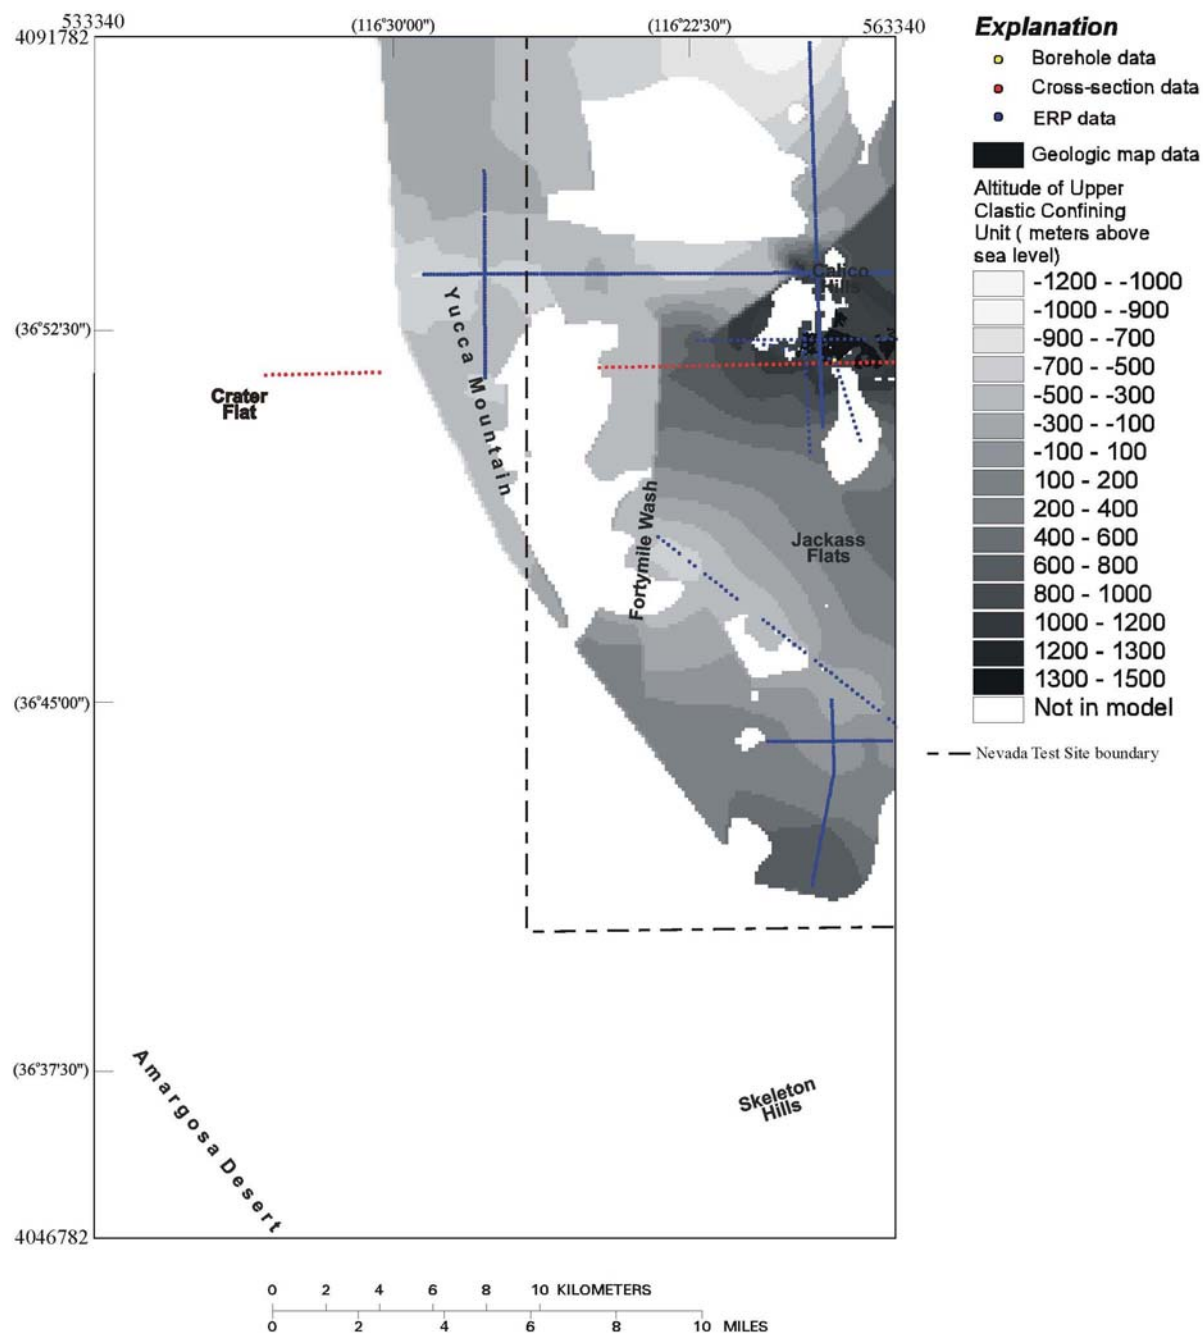 533340
(116°30'00")
(116°22'30")
563340
4091782
Explanation
Borehole data
Cross-section data
ERP data
Geologic map data
Altitude of Upper
Clastic Confining
Unit ( meters above
sea level)
-1200 - -1000
-1000 - -900
-900 - -700
-700 - -500
-500 - -300
-300 - -100
-100 - 100
100 - 200
200 - 400
400 - 600
600 - 800
800 - 1000
1000 - 1200
1200 - 1300
1300 - 1500
Not in model
Nevada Test Site boundary
Calico
Hills
(36°52'30")
Yucca Mountain
Crater
Flat
Fortymile Wash
Jackass
Flats
(36°45'00")
(36°37'30")
Amargosa Desert
Skeleton
Hills
4046782
0 2 4 6 8 10 KILOMETERS
0 2 4 6 8 10 MILES